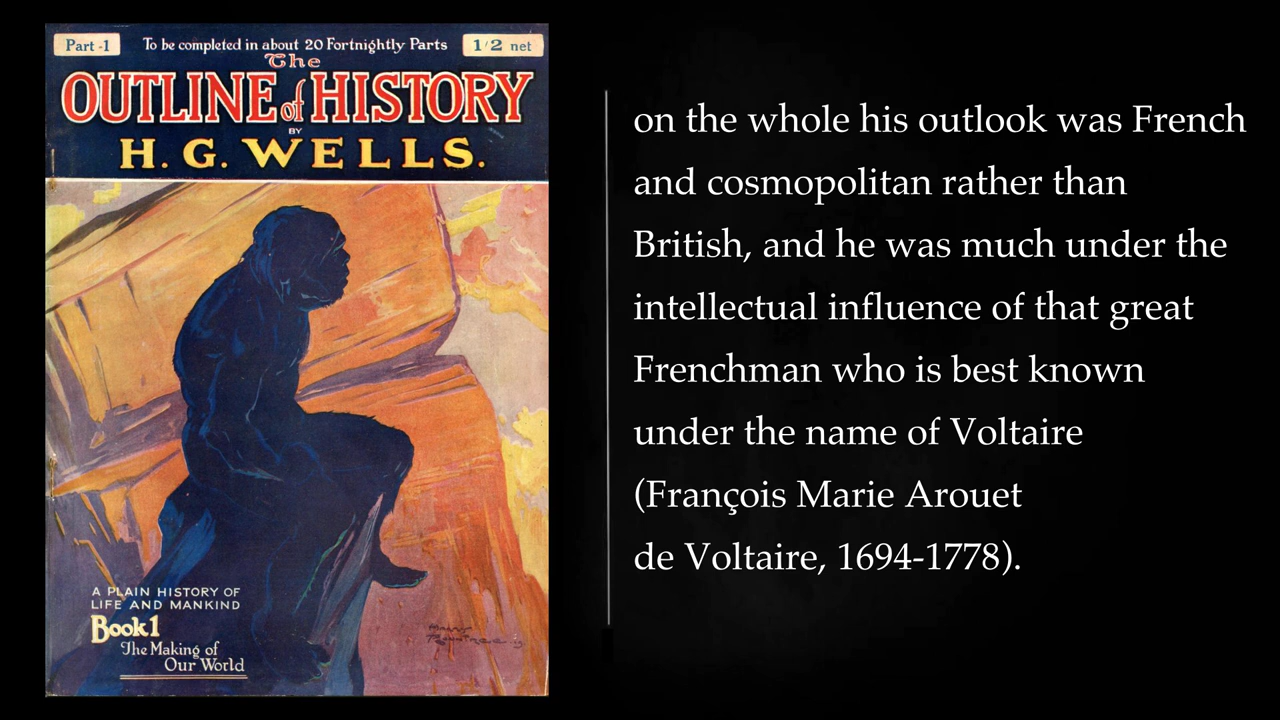 Part -1
To be completed in about 20 Fortnightly Parts
1/2 net
The
OUTLINE of HISTORY
BY
H. G. WELLS.
A PLAIN HISTORY OF
LIFE AND MANKIND
Book 1
The Making of
Our World
on the whole his outlook was French
and cosmopolitan rather than
British, and he was much under the
intellectual influence of that great
Frenchman who is best known
under the name of Voltaire
(François Marie Arouet
de Voltaire, 1694-1778).